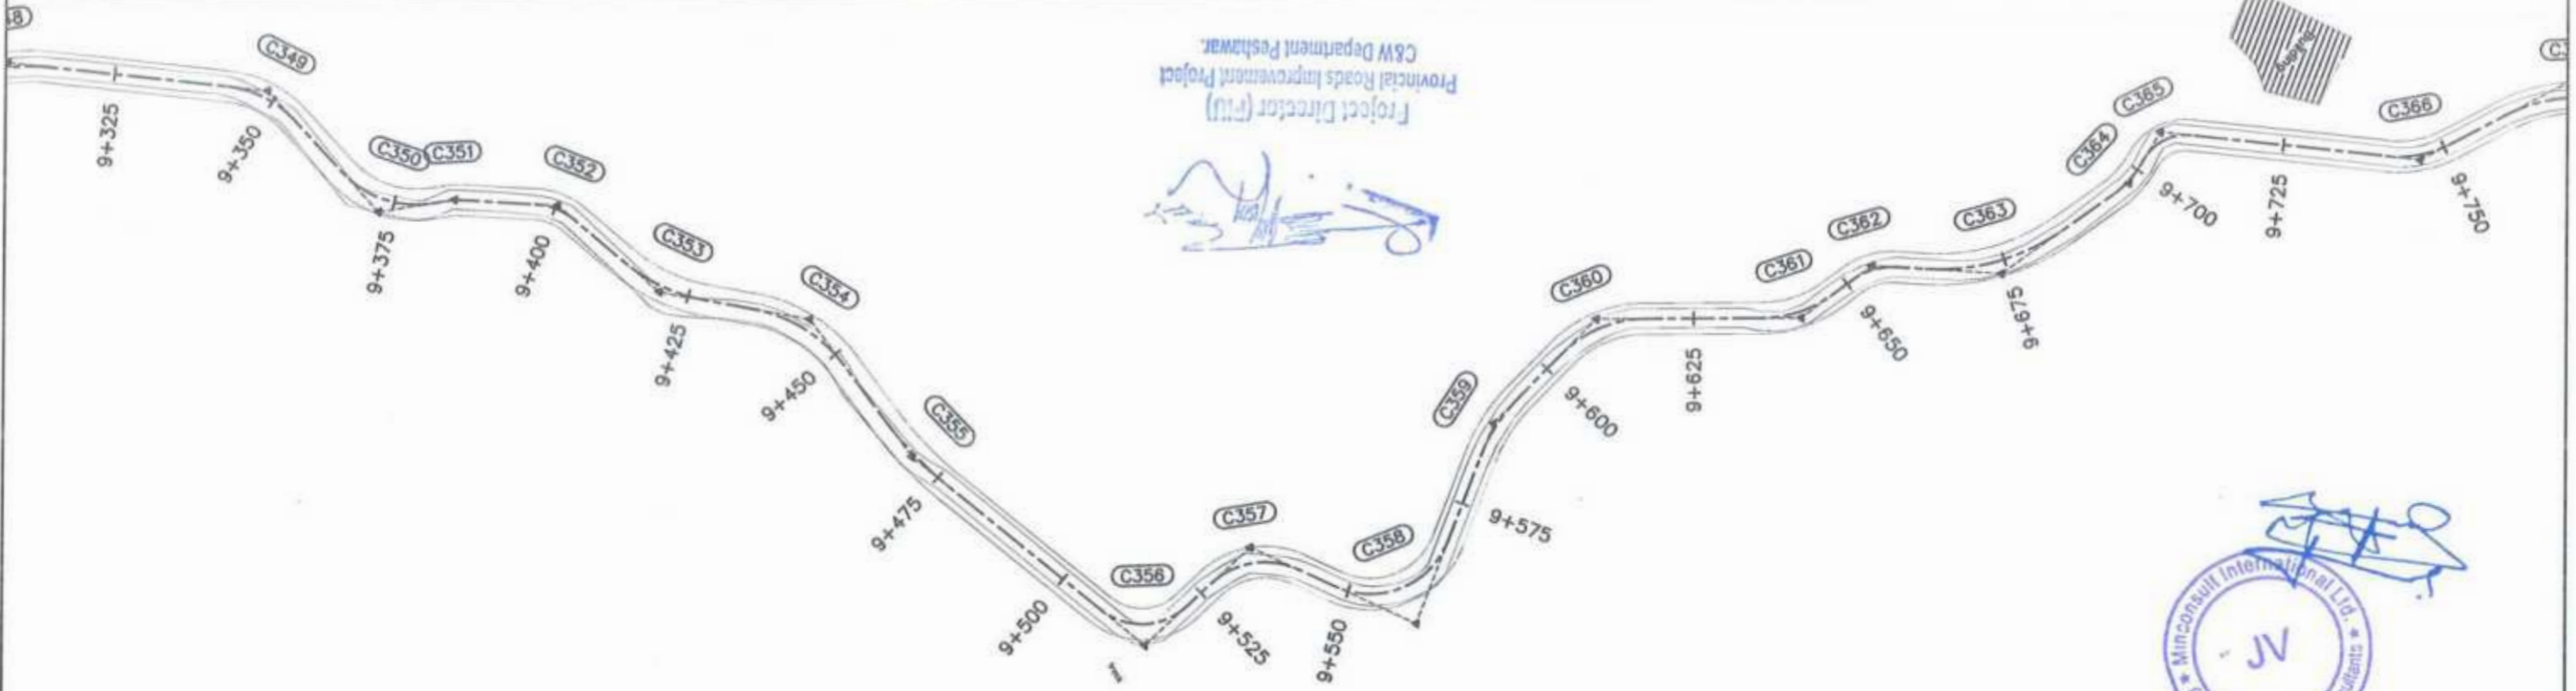 C349
9+325
9+350
C350
C351
9+375
C352
9+400
C353
9+425
C354
9+450
C355
9+475
9+500
C356
9+525
C357
9+550
C358
9+575
C359
9+600
C360
9+625
C361
9+650
C362
C363
9+675
C364
C365
9+700
9+725
C366
9+750
Building
Project Director (PIU)
Provincial Roads Improvement Project
C&W Department Peshawar.
Minconsult International Ltd.
JV